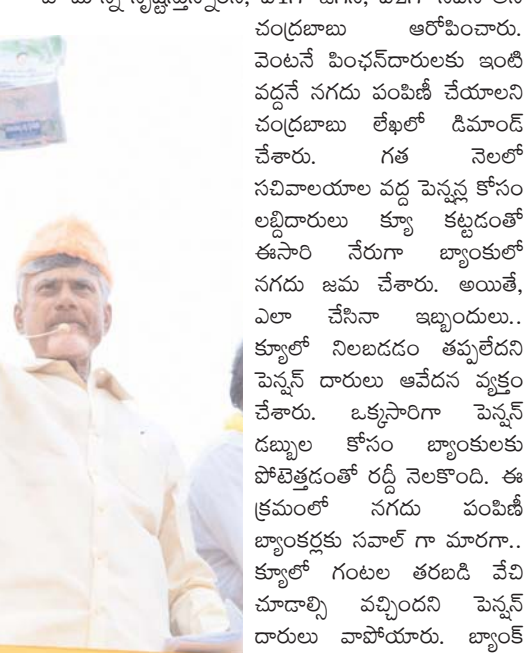 చంద్రబాబు ఆరోపించారు.
వెంటనే పింఛన్‌దారులకు ఇంటి
వద్దనే నగదు పంపిణీ చేయాలని
చంద్రబాబు లేఖలో డిమాండ్
చేశారు. గత నెలలో
సచివాలయాల వద్ద పెన్షన్ల కోసం
లబ్దిదారులు క్యూ కట్టడంతో
ఈసారి నేరుగా బ్యాంకులో
నగదు జమ చేశారు. అయితే,
ఎలా చేసినా ఇబ్బందులు..
క్యూలో నిలబడడం తప్పలేదని
పెన్షన్ దారులు ఆవేదన వ్యక్తం
చేశారు. ఒక్కసారిగా పెన్షన్
డబ్బుల కోసం బ్యాంకులకు
పోటెత్తడంతో రద్దీ నెలకొంది. ఈ
క్రమంలో నగదు పంపిణీ
బ్యాంకర్లకు సవాల్ గా మారగా..
క్యూలో గంటల తరబడి వేచి
చూడాల్సి వచ్చిందని పెన్షన్
దారులు వాపోయారు. బ్యాంక్